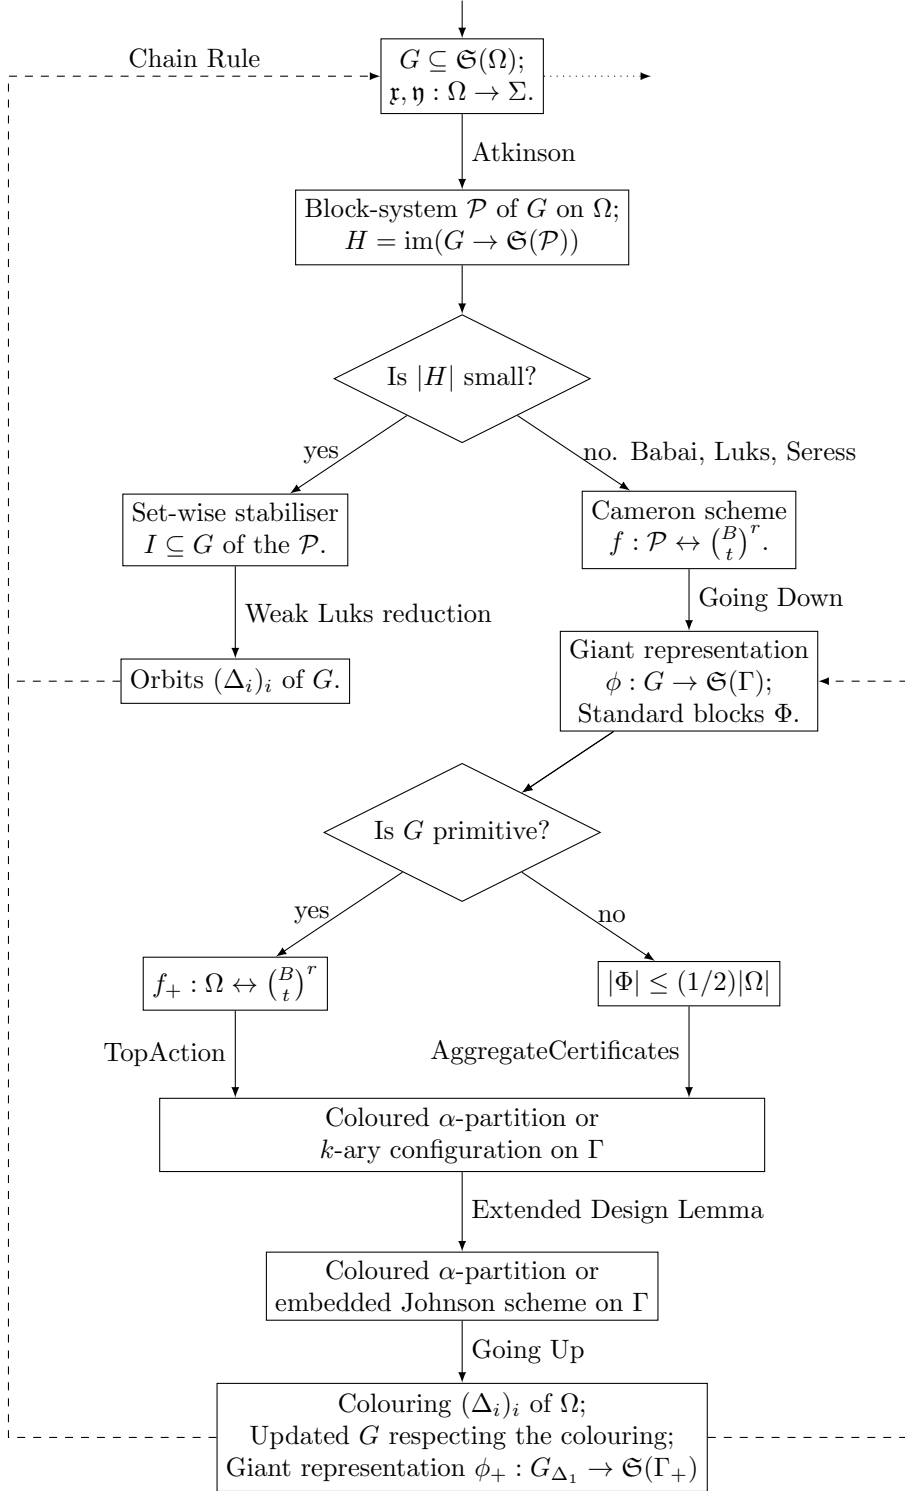 Chain Rule
G ⊆ 𝔖(Ω);
𝔵, 𝔶 : Ω → Σ.
Atkinson
Block-system 𝒫 of G on Ω;
H = im(G → 𝔖(𝒫))
Is |H| small?
yes
no. Babai, Luks, Seress
Set-wise stabiliser
I ⊆ G of the 𝒫.
Cameron scheme
f : 𝒫 ↔ \binom{B}{t}^r.
Weak Luks reduction
Going Down
Orbits (Δ_i)_i of G.
Giant representation
ϕ : G → 𝔖(Γ);
Standard blocks Φ.
Is G primitive?
yes
no
f_+ : Ω ↔ \binom{B}{t}^r
|Φ| ≤ (1/2)|Ω|
TopAction
AggregateCertificates
Coloured α-partition or
k-ary configuration on Γ
Extended Design Lemma
Coloured α-partition or
embedded Johnson scheme on Γ
Going Up
Colouring (Δ_i)_i of Ω;
Updated G respecting the colouring;
Giant representation ϕ_+ : G_{Δ_1} → 𝔖(Γ_+)